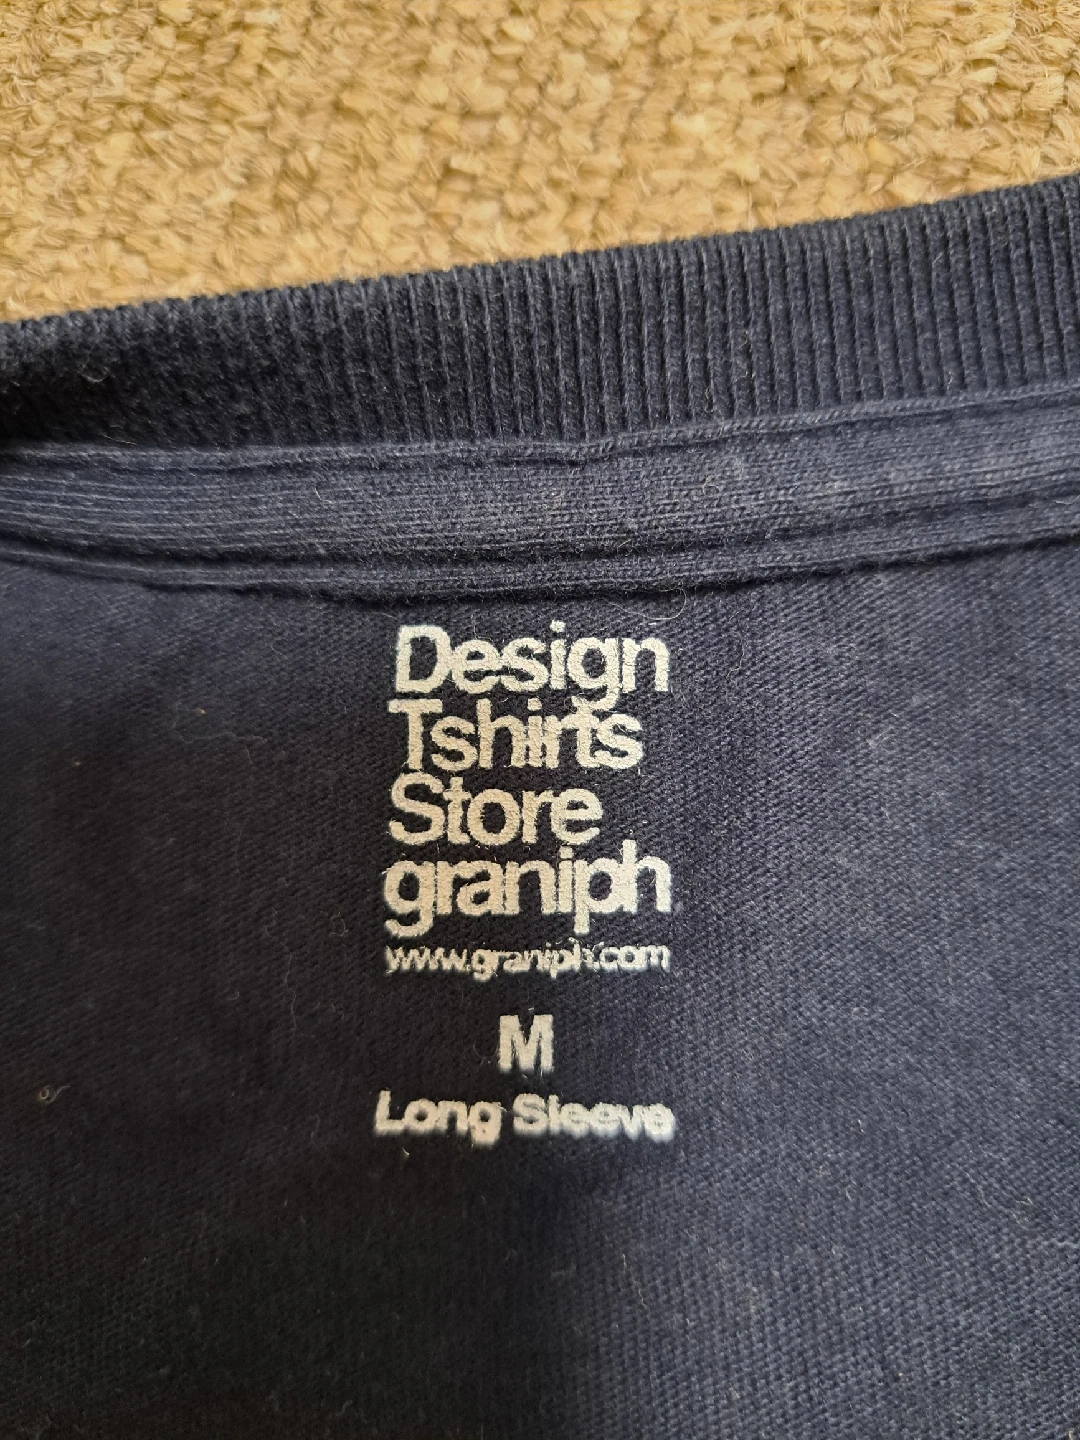 Design
Tshirts
Store
graniph
www.graniph.com
M
Long Sleeve